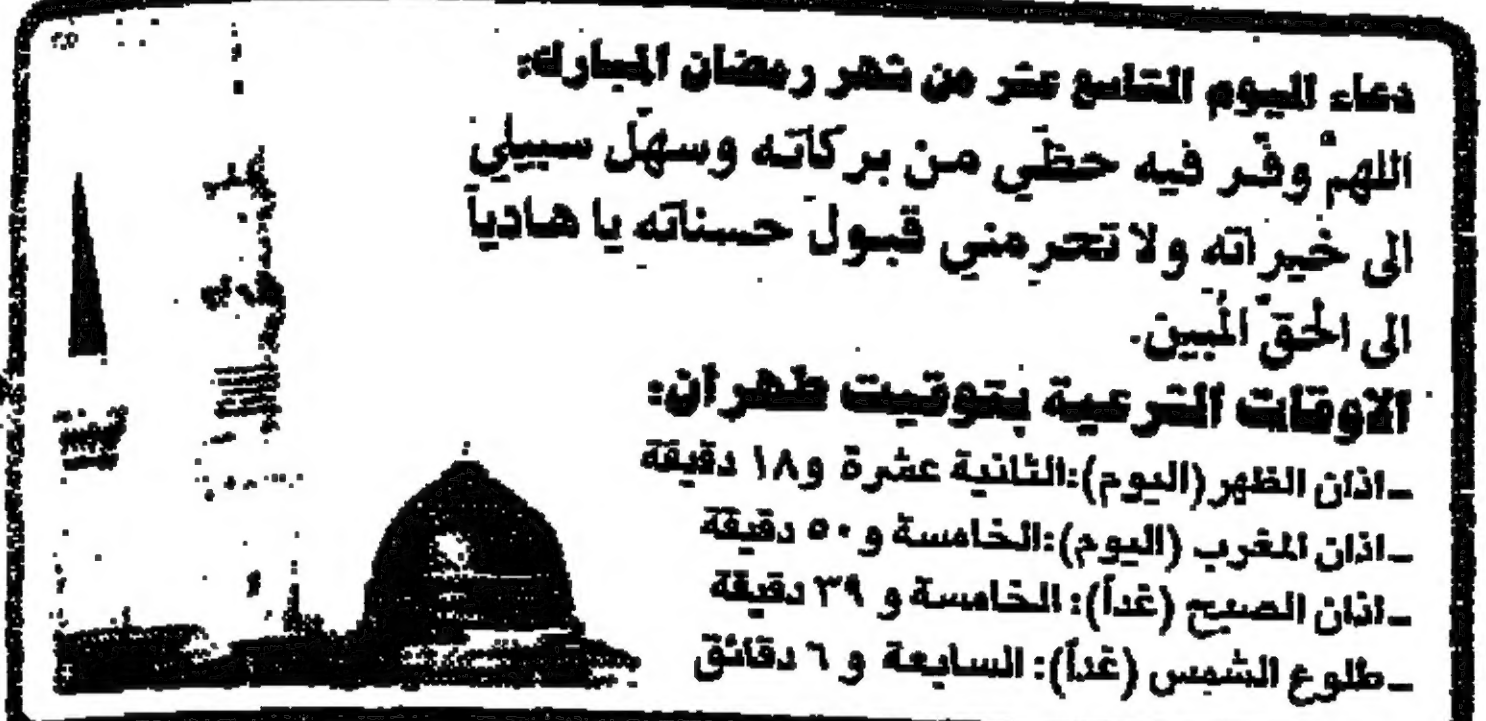 دعاء اليوم التاسع عشر من شهر رمضان المبارك:
اللهمّ وفّر فيه حظّي من بركاته وسهّل سبيلي
الى خيراته ولا تحرمني قبول حسناته يا هادياً
الى الحقّ المُبين.
الاوقات الشرعية بتوقيت طهران:
ـ اذان الظهر (اليوم): الثانية عشرة و ١٨ دقيقة
ـ اذان المغرب (اليوم): الخامسة و ٥٠ دقيقة
ـ اذان الصبح (غداً): الخامسة و ٣٩ دقيقة
ـ طلوع الشمس (غداً): السابعة و ٦ دقائق